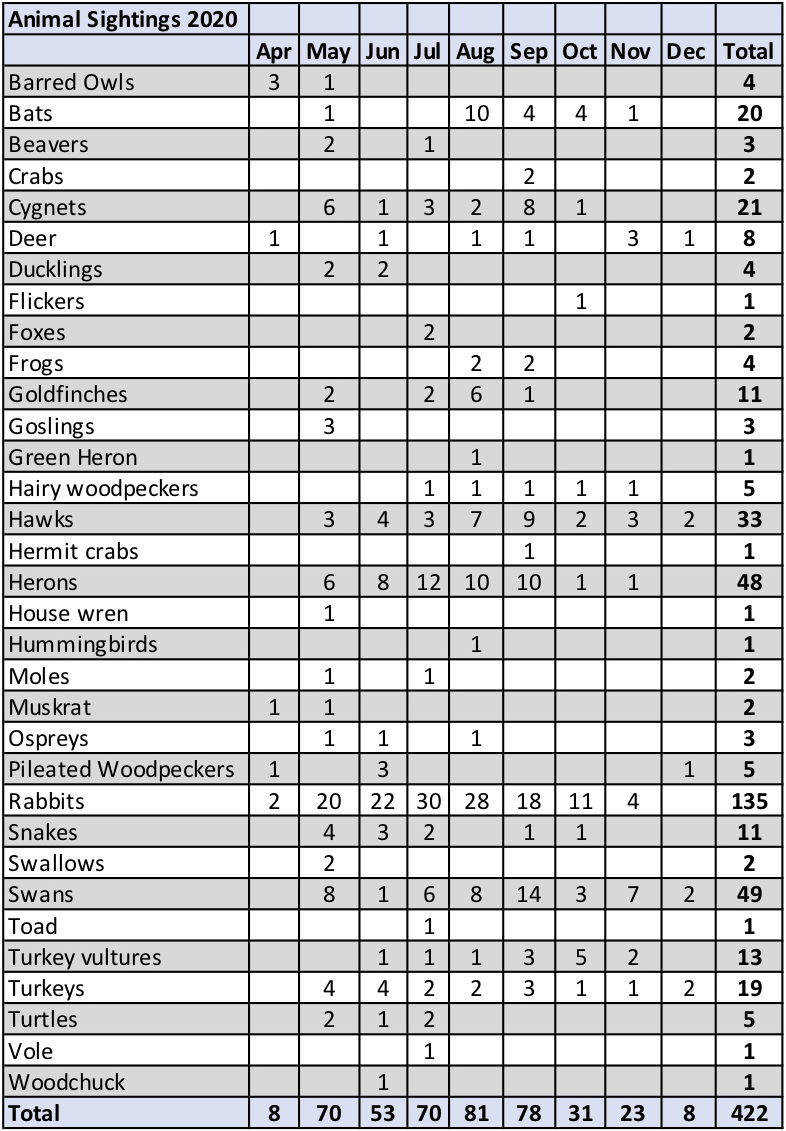 Animal Sightings 2020
Apr May Jun Jul Aug Sep Oct Nov Dec Total
Barred Owls 3 1 4
Bats 1 10 4 4 1 20
Beavers 2 1 3
Crabs 2 2
Cygnets 6 1 3 2 8 1 21
Deer 1 1 1 1 3 1 8
Ducklings 2 2 4
Flickers 1 1
Foxes 2 2
Frogs 2 2 4
Goldfinches 2 2 6 1 11
Goslings 3 3
Green Heron 1 1
Hairy woodpeckers 1 1 1 1 1 5
Hawks 3 4 3 7 9 2 3 2 33
Hermit crabs 1 1
Herons 6 8 12 10 10 1 1 48
House wren 1 1
Hummingbirds 1 1
Moles 1 1 2
Muskrat 1 1 2
Ospreys 1 1 1 3
Pileated Woodpeckers 1 3 1 5
Rabbits 2 20 22 30 28 18 11 4 135
Snakes 4 3 2 1 1 11
Swallows 2 2
Swans 8 1 6 8 14 3 7 2 49
Toad 1 1
Turkey vultures 1 1 1 3 5 2 13
Turkeys 4 4 2 2 3 1 1 2 19
Turtles 2 1 2 5
Vole 1 1
Woodchuck 1 1
Total 8 70 53 70 81 78 31 23 8 422